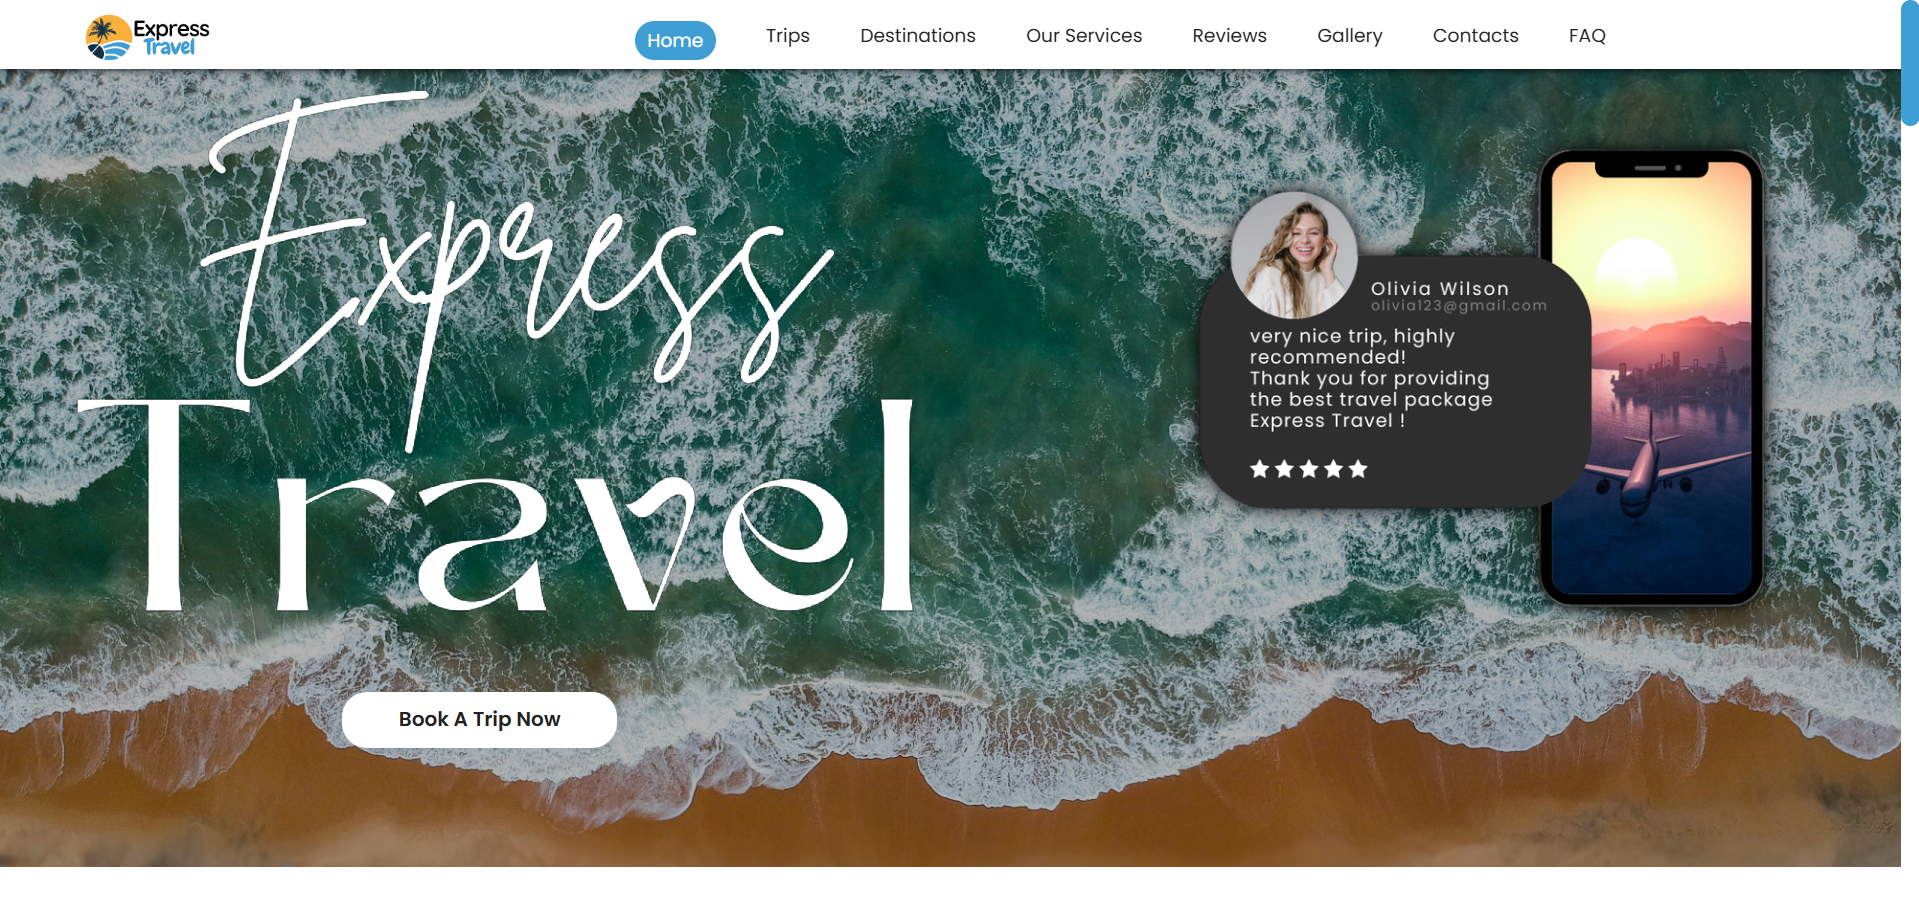 Express
Travel
Home
Trips
Destinations
Our Services
Reviews
Gallery
Contacts
FAQ
Express
Travel
Olivia Wilson
olivia123@gmail.com
very nice trip, highly
recommended!
Thank you for providing
the best travel package
Express Travel !
Book A Trip Now